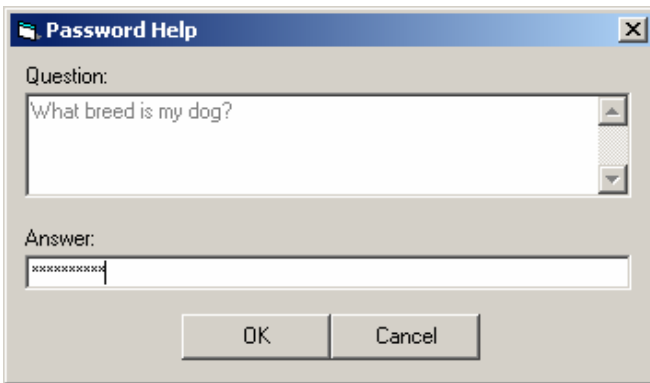 Password Help
Question:
What breed is my dog?
Answer:
**********
OK Cancel